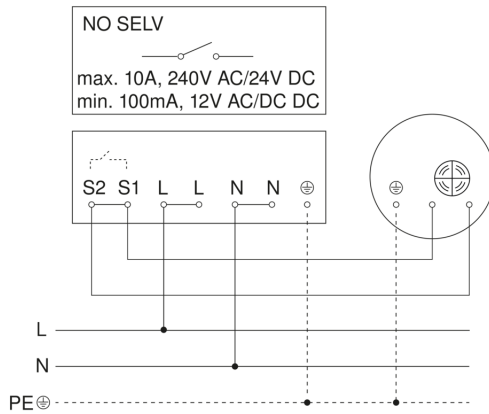 NO SELV
max. 10A, 240V AC/24V DC
min. 100mA, 12V AC/DC DC
S2 S1 L L N N
L
N
PE